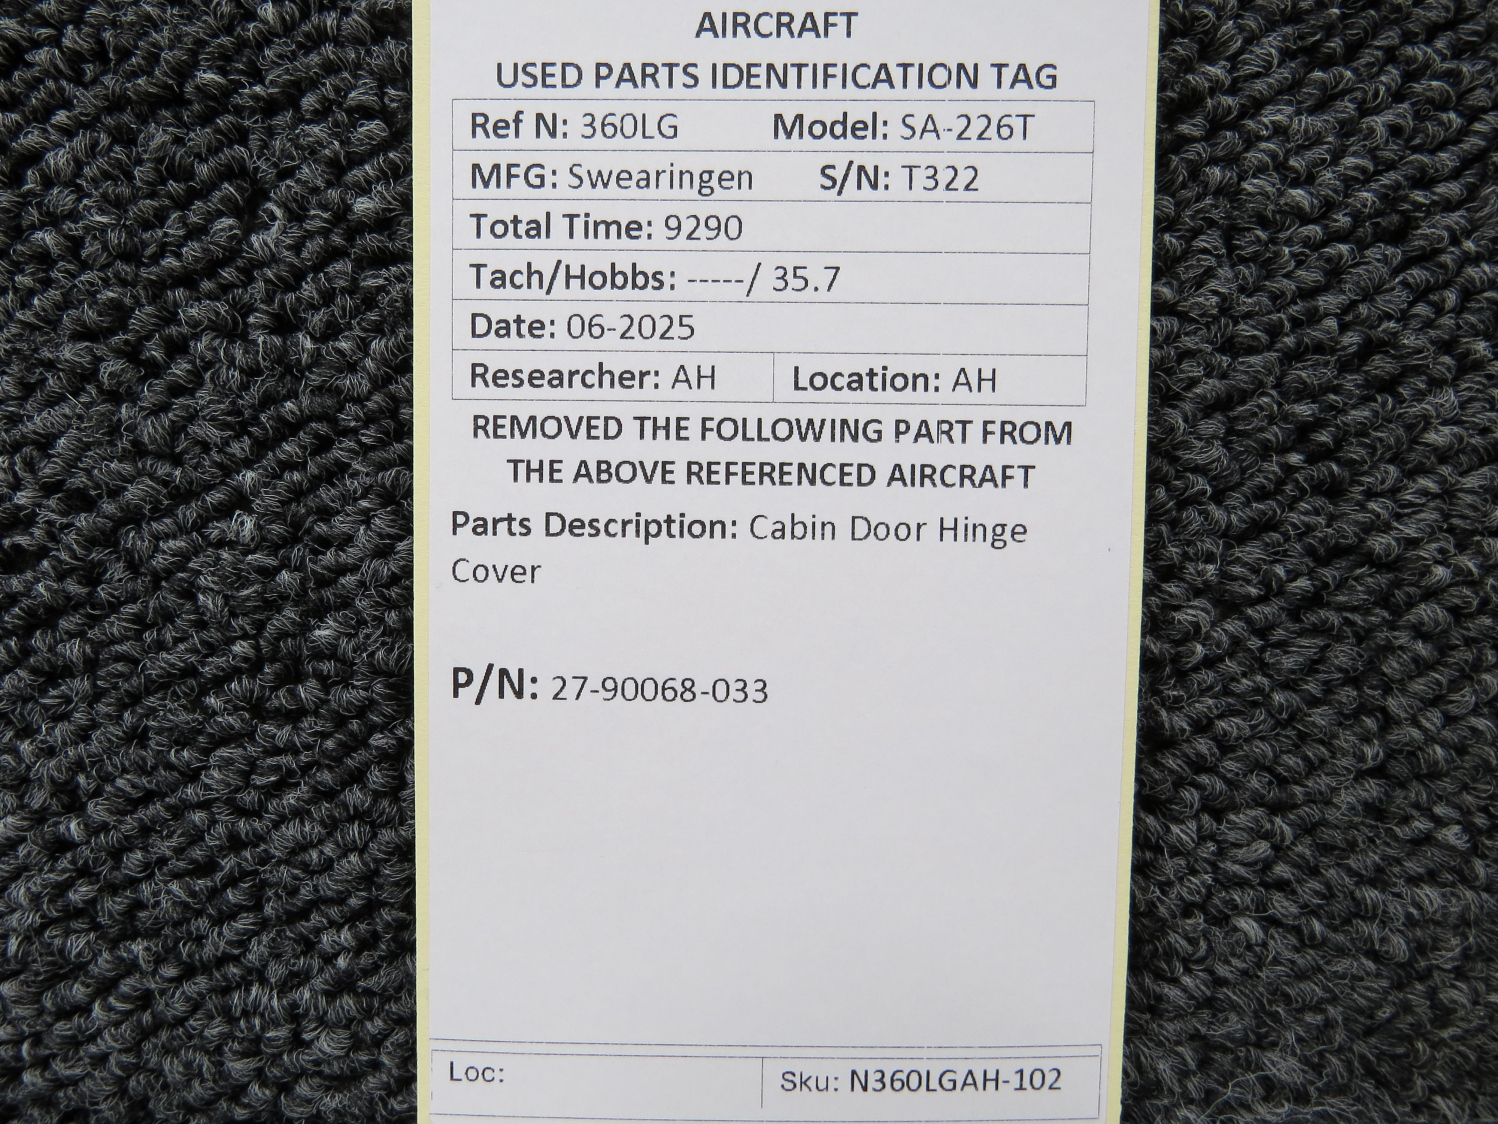 AIRCRAFT
USED PARTS IDENTIFICATION TAG
Ref N: 360LG Model: SA-226T
MFG: Swearingen S/N: T322
Total Time: 9290
Tach/Hobbs: -----/ 35.7
Date: 06-2025
Researcher: AH Location: AH
REMOVED THE FOLLOWING PART FROM
THE ABOVE REFERENCED AIRCRAFT
Parts Description: Cabin Door Hinge
Cover
P/N: 27-90068-033
Loc: Sku: N360LGAH-102